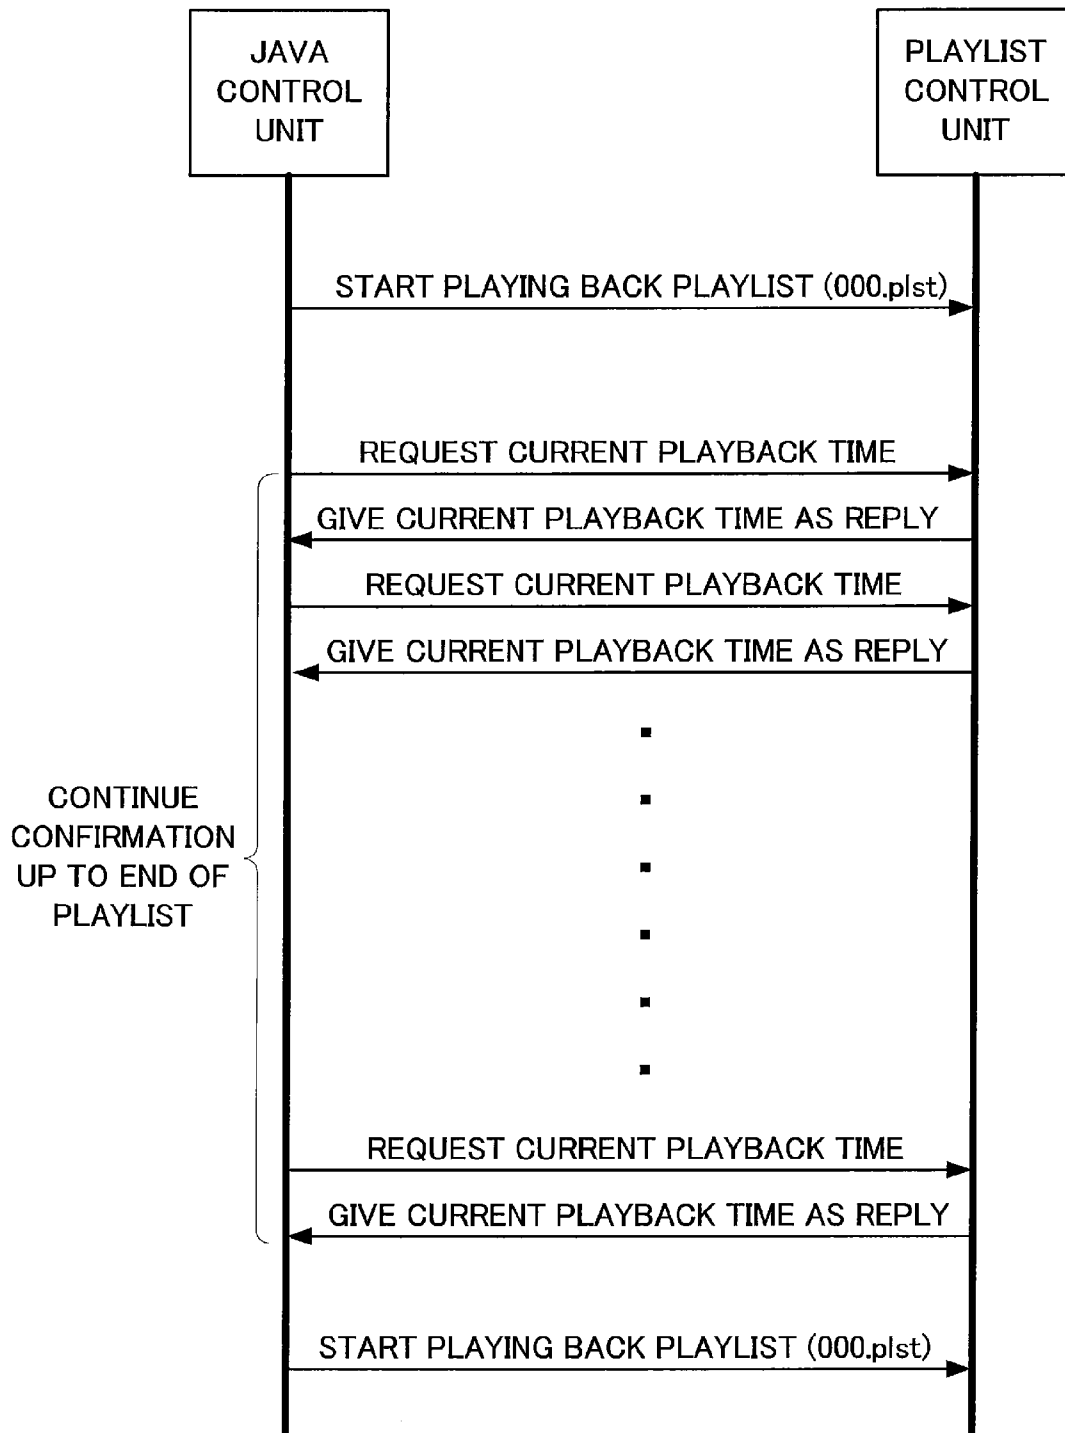 JAVA
CONTROL
UNIT
PLAYLIST
CONTROL
UNIT
START PLAYING BACK PLAYLIST (000.plst)
REQUEST CURRENT PLAYBACK TIME
GIVE CURRENT PLAYBACK TIME AS REPLY
REQUEST CURRENT PLAYBACK TIME
GIVE CURRENT PLAYBACK TIME AS REPLY
CONTINUE
CONFIRMATION
UP TO END OF
PLAYLIST
REQUEST CURRENT PLAYBACK TIME
GIVE CURRENT PLAYBACK TIME AS REPLY
START PLAYING BACK PLAYLIST (000.plst)